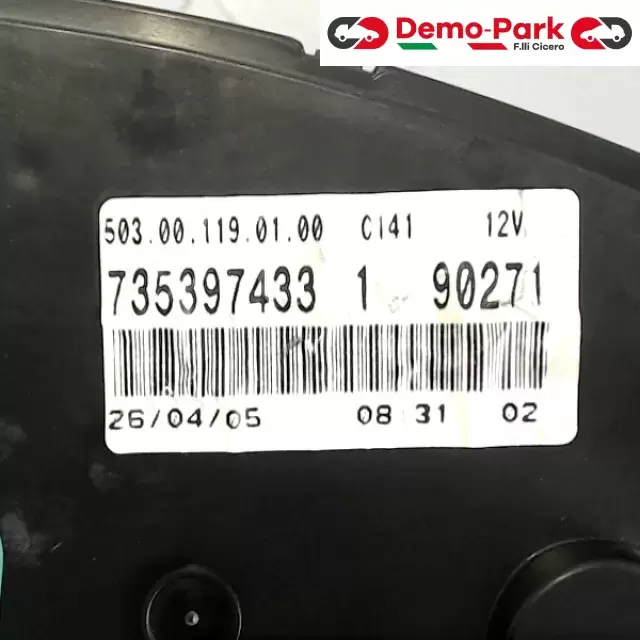 Demo-Park
F.lli Cicero
503.00.119.01.00 CI41 12V
735397433 1 90271
26/04/05 08:31 02